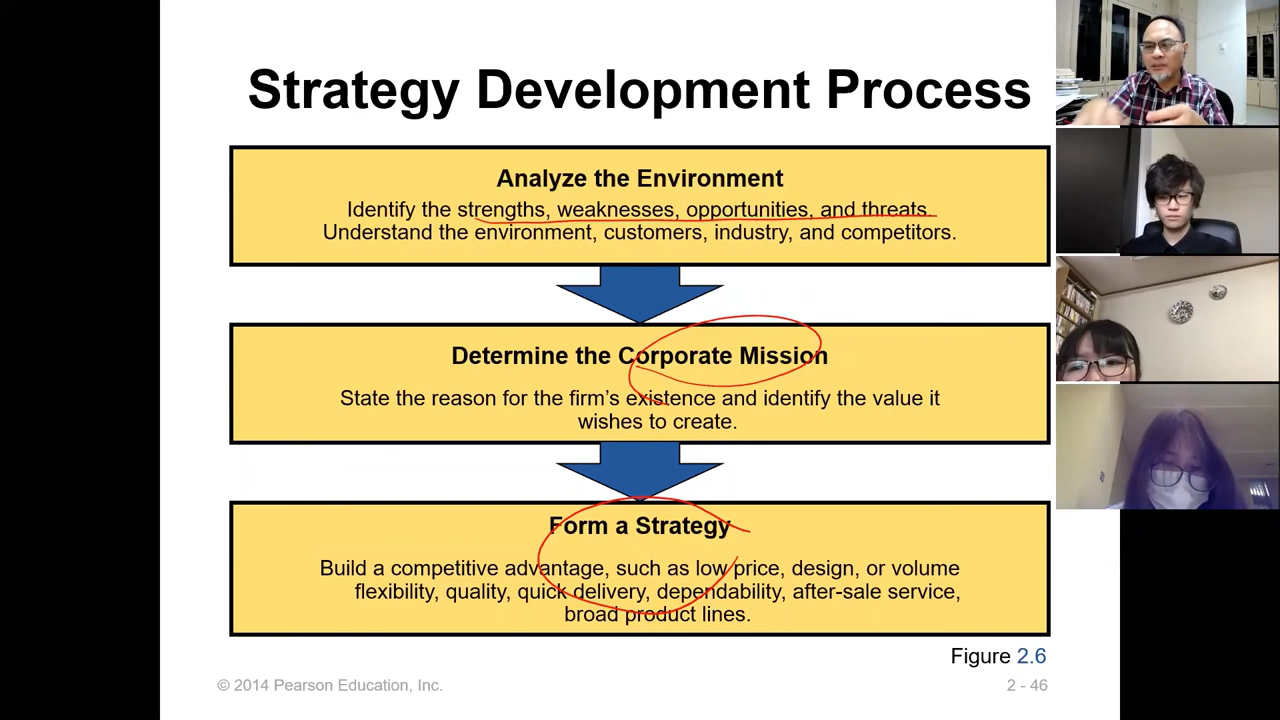 Strategy Development Process
Analyze the Environment
Identify the strengths, weaknesses, opportunities, and threats.
Understand the environment, customers, industry, and competitors.
Determine the Corporate Mission
State the reason for the firm’s existence and identify the value it
wishes to create.
Form a Strategy
Build a competitive advantage, such as low price, design, or volume
flexibility, quality, quick delivery, dependability, after-sale service,
broad product lines.
Figure 2.6
© 2014 Pearson Education, Inc.
2 - 46